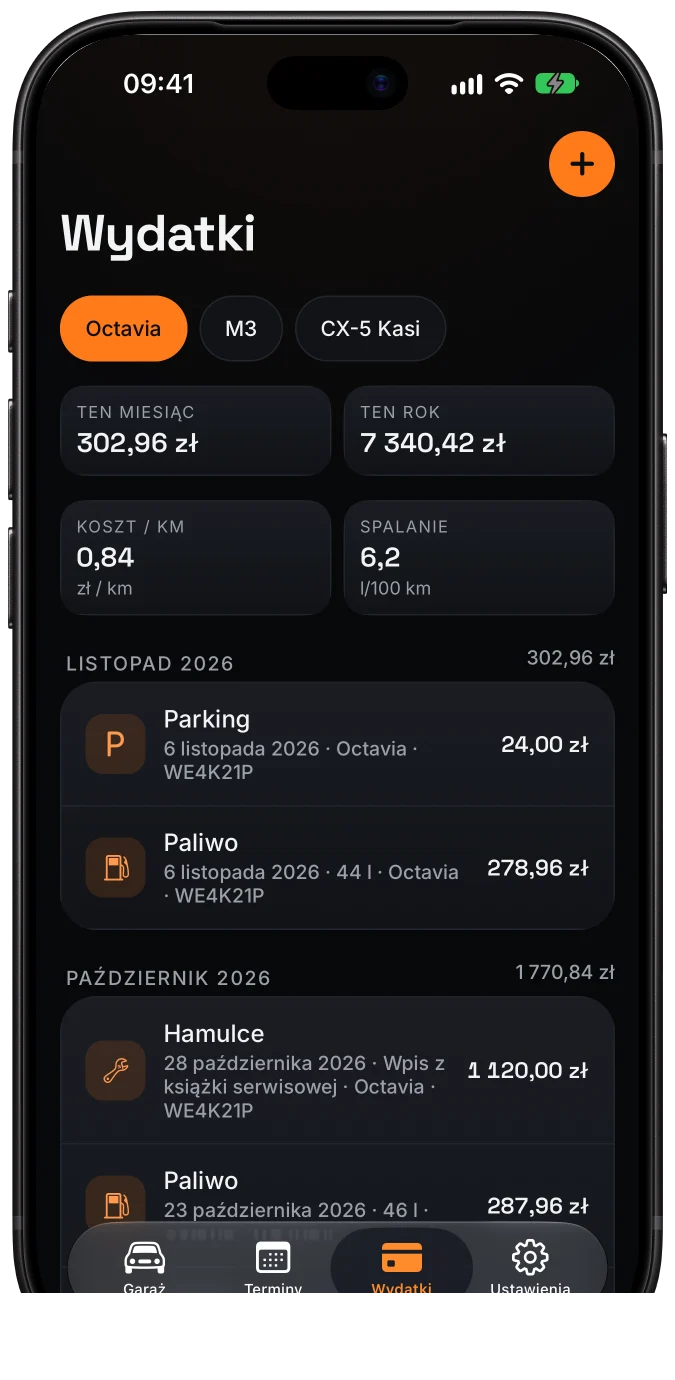 09:41
Wydatki
Octavia
M3
CX-5 Kasi
TEN MIESIĄC
302,96 zł
TEN ROK
7 340,42 zł
KOSZT / KM
0,84
zł / km
SPALANIE
6,2
l/100 km
LISTOPAD 2026
302,96 zł
P
Parking
6 listopada 2026 · Octavia ·
WE4K21P
24,00 zł
Paliwo
6 listopada 2026 · 44 l · Octavia
· WE4K21P
278,96 zł
PAŹDZIERNIK 2026
1 770,84 zł
Hamulce
28 października 2026 · Wpis z
książki serwisowej · Octavia ·
WE4K21P
1 120,00 zł
Paliwo
23 października 2026 · 46 l ·
287,96 zł
Garaż
Terminy
Wydatki
Ustawienia